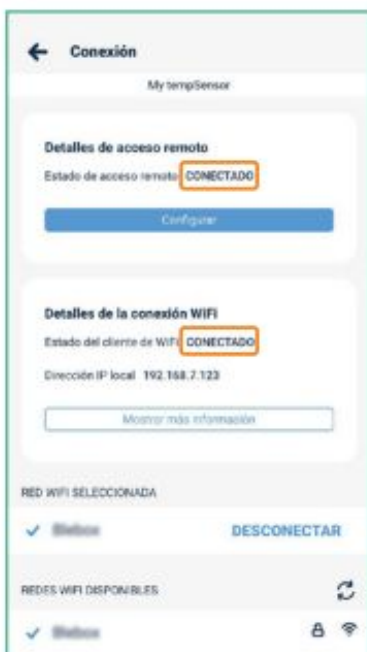 Conexión
My tempSensor
Detalles de acceso remoto
Estado de acceso remoto CONECTADO
Configurar
Detalles de la conexión WiFi
Estado del cliente de WiFi CONECTADO
Dirección IP local 192.168.7.123
Mostrar más información
RED WIFI SELECCIONADA
DESCONECTAR
REDES WIFI DISPONIBLES